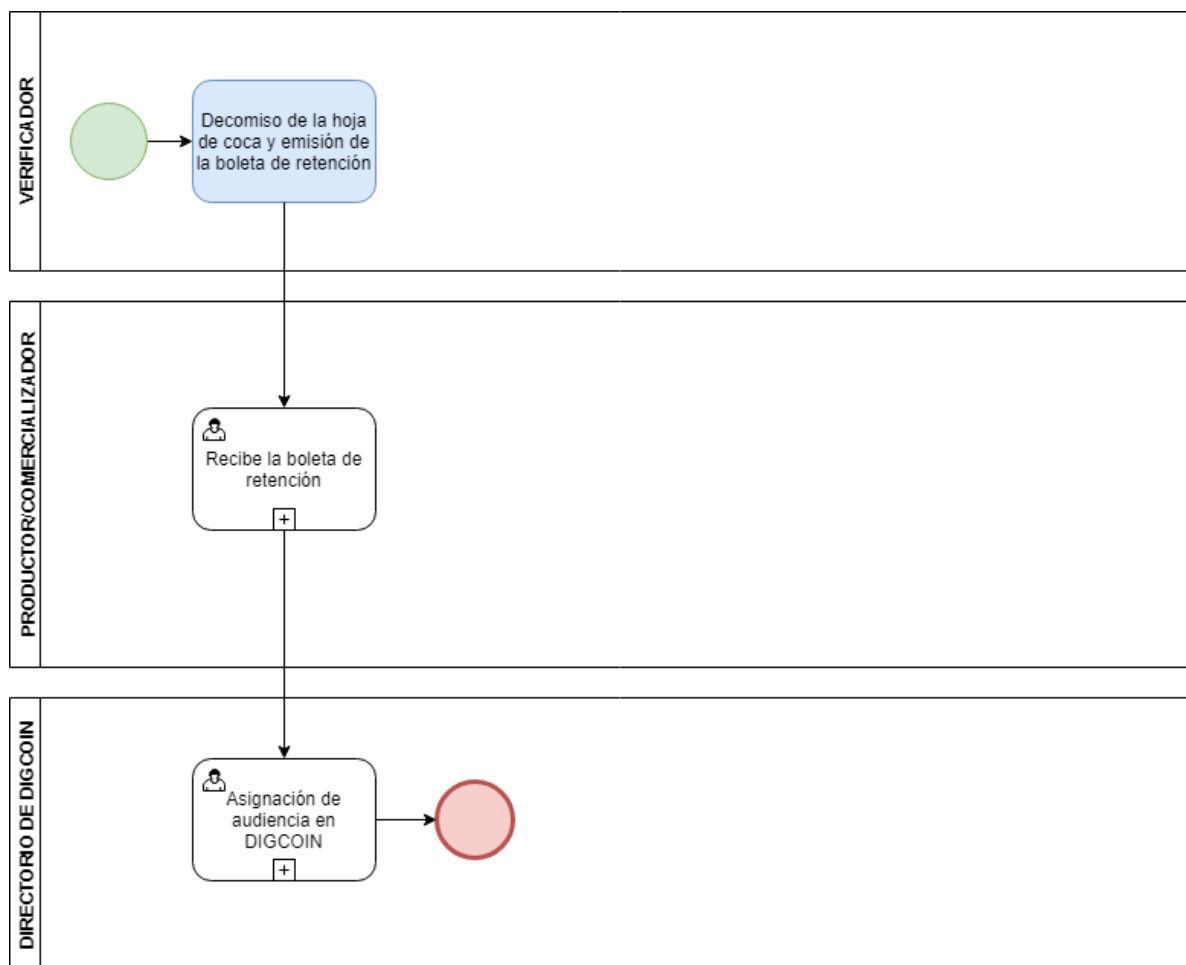 VERIFICADOR
Decomiso de la hoja
de coca y emisión de
la boleta de retención
PRODUCTOR/COMERCIALIZADOR
Recibe la boleta de
retención
DIRECTORIO DE DIGCOIN
Asignación de
audiencia en
DIGCOIN